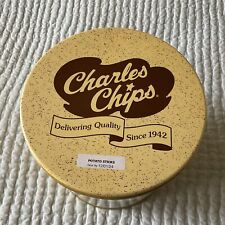 Charles
Chips®
Delivering Quality
Since 1942
POTATO STICKS